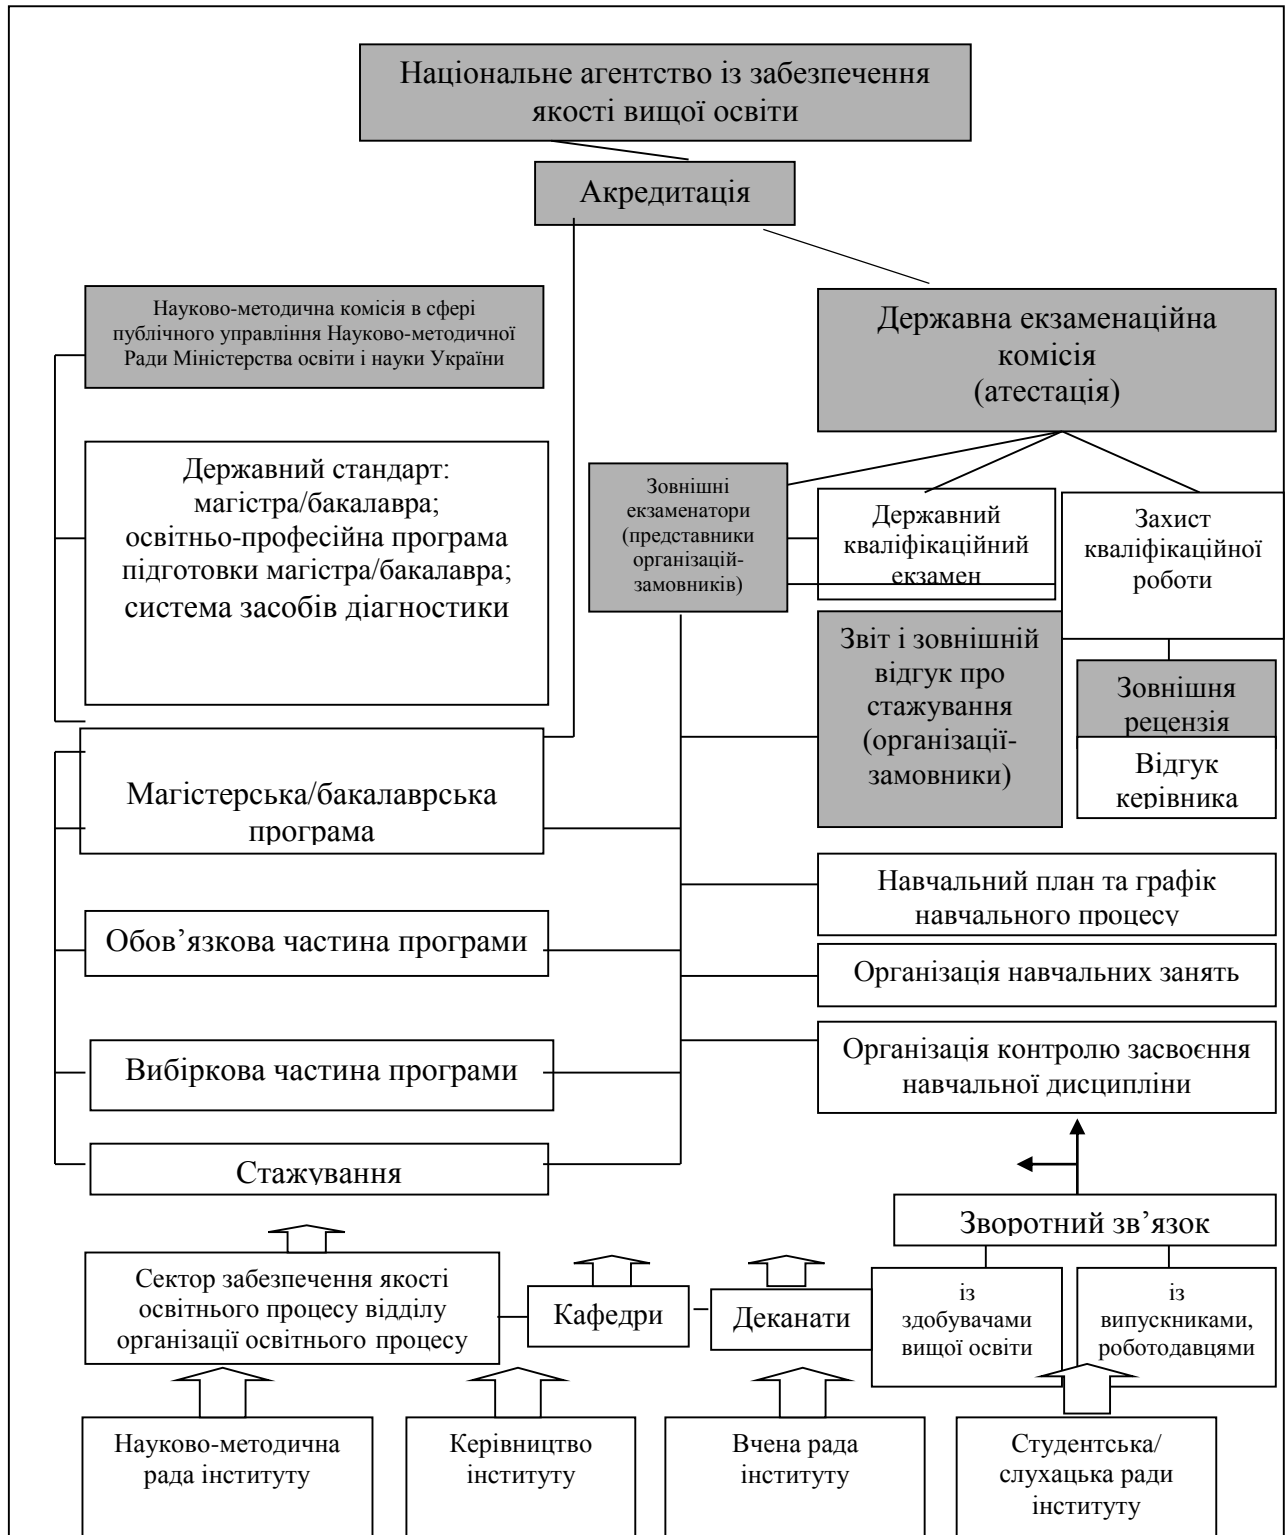 Національне агентство із забезпечення
якості вищої освіти
Акредитація
Науково-методична комісія в сфері
публічного управління Науково-методичної
Ради Міністерства освіти і науки України
Державна екзаменаційна
комісія
(атестація)
Державний стандарт:
магістра/бакалавра;
освітньо-професійна програма
підготовки магістра/бакалавра;
система засобів діагностики
Зовнішні
екзаменатори
(представники
організацій-
замовників)
Державний
кваліфікаційний
екзамен
Захист
кваліфікаційної
роботи
Звіт і зовнішній
відгук про
стажування
(організації-
замовники)
Зовнішня
рецензія
Відгук
керівника
Магістерська/бакалаврська
програма
Навчальний план та графік
навчального процесу
Обов’язкова частина програми
Організація навчальних занять
Вибіркова частина програми
Організація контролю засвоєння
навчальної дисципліни
Стажування
Зворотний зв’язок
Сектор забезпечення якості
освітнього процесу відділу
організації освітнього процесу
Кафедри
Деканати
із
здобувачами
вищої освіти
із
випускниками,
роботодавцями
Науково-методична
рада інституту
Керівництво
інституту
Вчена рада
інституту
Студентська/
слухацька ради
інституту